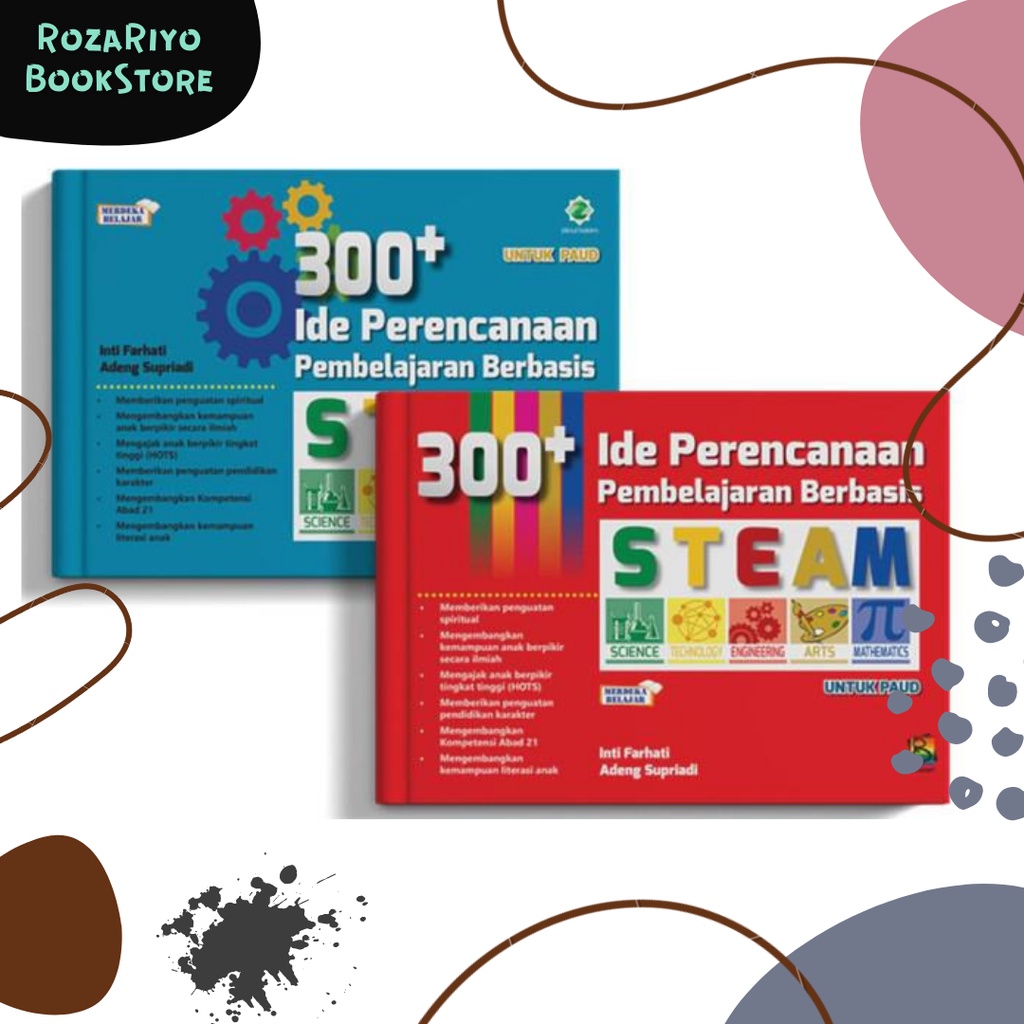 RozaRiyo
BookStore
MERDEKA
BELAJAR
300+
UNTUK PAUD
Ide Perencanaan
Pembelajaran Berbasis
Inti Farhati
Adeng Supriadi
• Memberikan penguatan spiritual
• Mengembangkan kemampuan
anak berpikir secara ilmiah
• Mengajak anak berpikir tingkat
tinggi (HOTS)
• Memberikan penguatan pendidikan
karakter
• Mengembangkan Kompetensi
Abad 21
• Mengembangkan kemampuan
literasi anak
S
SCIENCE
300+
Ide Perencanaan
Pembelajaran Berbasis
STEAM
SCIENCE TECHNOLOGY ENGINEERING ARTS MATHEMATICS
• Memberikan penguatan
spiritual
• Mengembangkan
kemampuan anak berpikir
secara ilmiah
• Mengajak anak berpikir
tingkat tinggi (HOTS)
• Memberikan penguatan
pendidikan karakter
• Mengembangkan
Kompetensi Abad 21
• Mengembangkan
kemampuan literasi anak
MERDEKA
BELAJAR
UNTUK PAUD
Inti Farhati
Adeng Supriadi